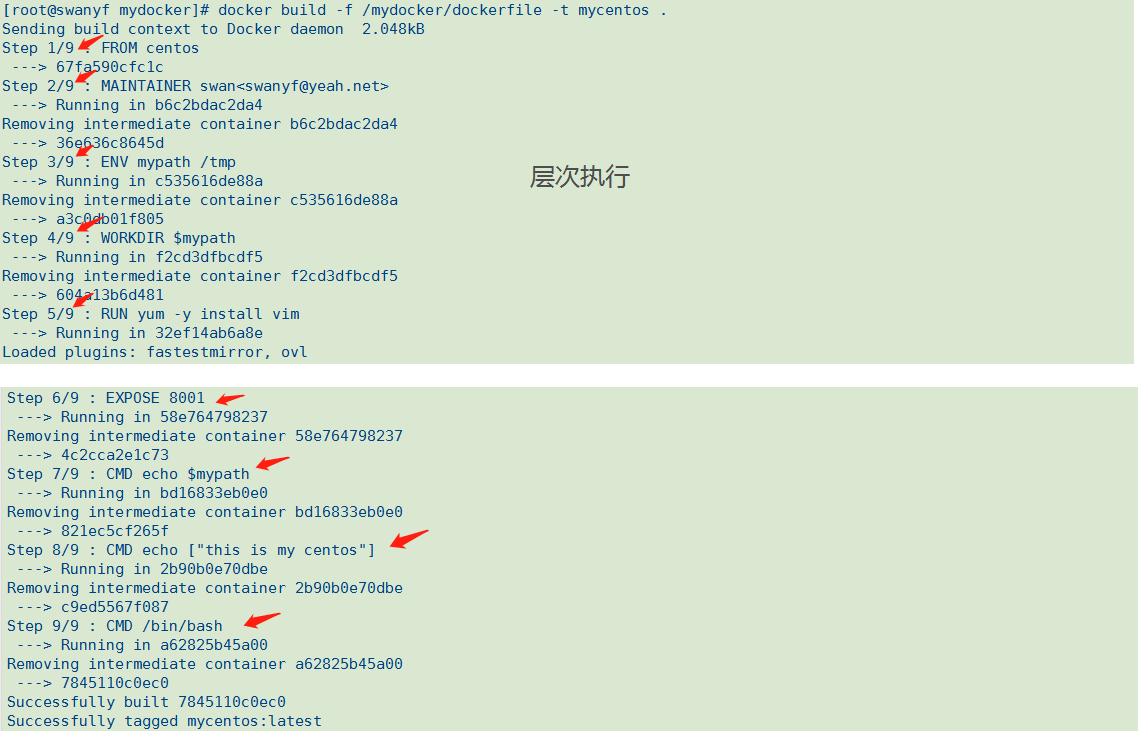 [root@swanyf mydocker]# docker build -f /mydocker/dockerfile -t mycentos .
Sending build context to Docker daemon  2.048kB
Step 1/9 : FROM centos
 ---> 67fa590cfc1c
Step 2/9 : MAINTAINER swan<swanyf@yeah.net>
 ---> Running in b6c2bdac2da4
Removing intermediate container b6c2bdac2da4
 ---> 36e636c8645d
Step 3/9 : ENV mypath /tmp
层次执行
 ---> Running in c535616de88a
Removing intermediate container c535616de88a
 ---> a3c0db01f805
Step 4/9 : WORKDIR $mypath
 ---> Running in f2cd3dfbcdf5
Removing intermediate container f2cd3dfbcdf5
 ---> 604a13b6d481
Step 5/9 : RUN yum -y install vim
 ---> Running in 32ef14ab6a8e
Loaded plugins: fastestmirror, ovl
Step 6/9 : EXPOSE 8001
 ---> Running in 58e764798237
Removing intermediate container 58e764798237
 ---> 4c2cca2e1c73
Step 7/9 : CMD echo $mypath
 ---> Running in bd16833eb0e0
Removing intermediate container bd16833eb0e0
 ---> 821ec5cf265f
Step 8/9 : CMD echo ["this is my centos"]
 ---> Running in 2b90b0e70dbe
Removing intermediate container 2b90b0e70dbe
 ---> c9ed5567f087
Step 9/9 : CMD /bin/bash
 ---> Running in a62825b45a00
Removing intermediate container a62825b45a00
 ---> 7845110c0ec0
Successfully built 7845110c0ec0
Successfully tagged mycentos:latest